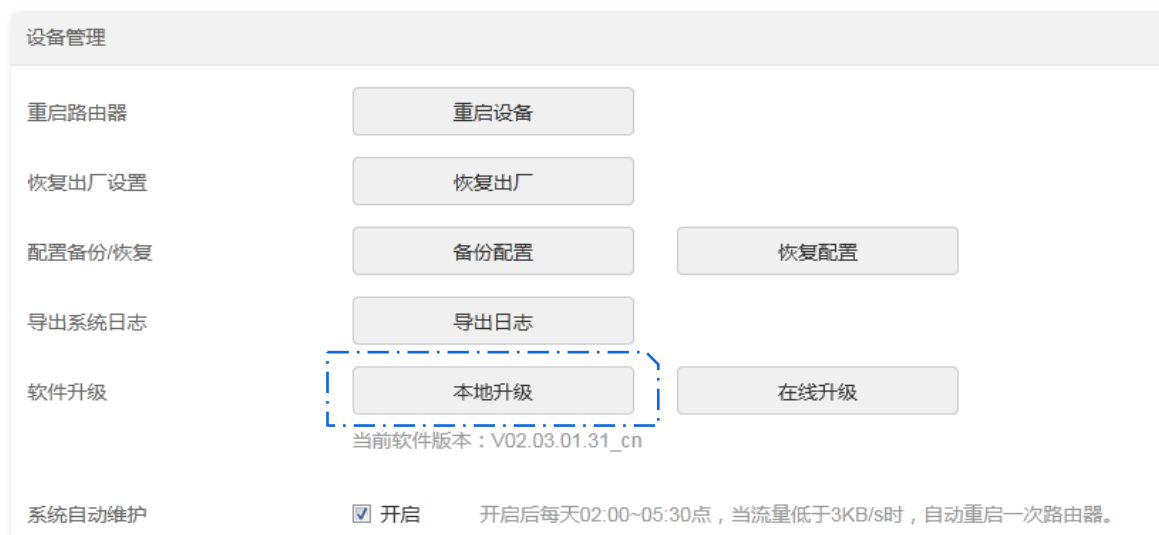 设备管理
重启路由器 重启设备
恢复出厂设置 恢复出厂
配置备份/恢复 备份配置 恢复配置
导出系统日志 导出日志
软件升级 本地升级 在线升级
当前软件版本：V02.03.01.31_cn
系统自动维护 开启 开启后每天02:00~05:30点，当流量低于3KB/s时，自动重启一次路由器。